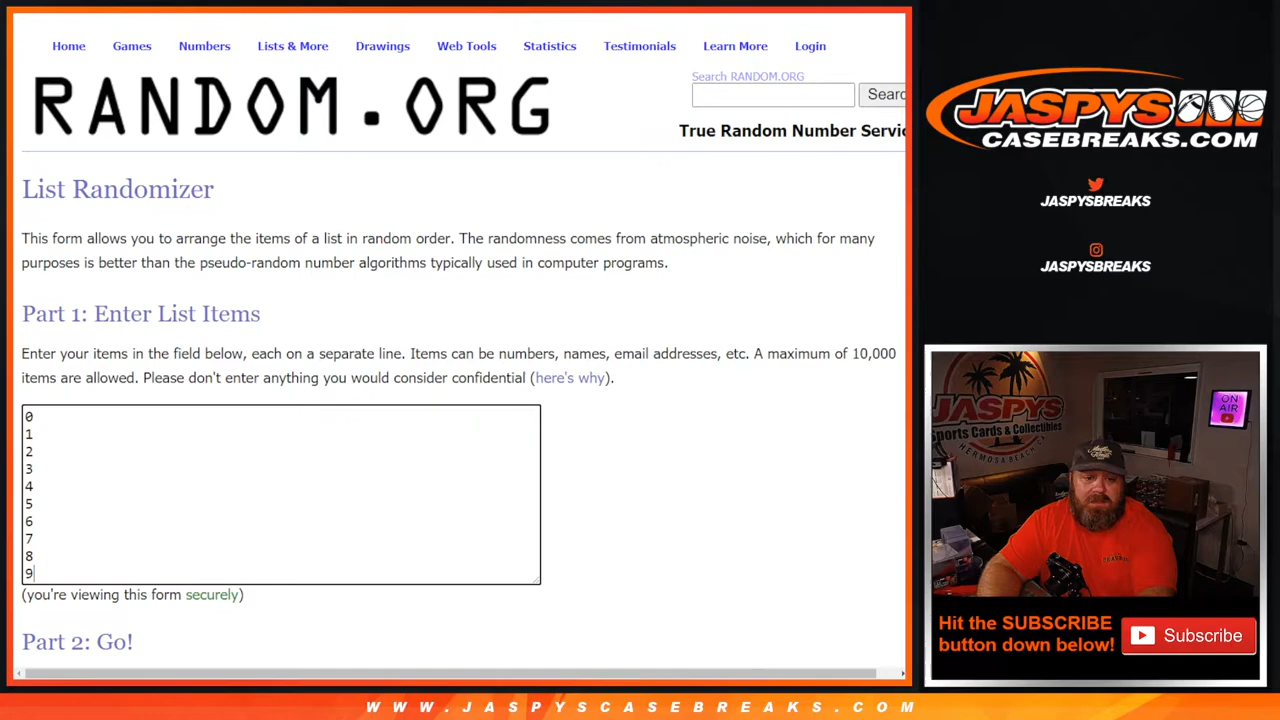 Home Games Numbers Lists & More Drawings Web Tools Statistics Testimonials Learn More Login
RANDOM.ORG
Search RANDOM.ORG
Searc
True Random Number Servic
List Randomizer
This form allows you to arrange the items of a list in random order. The randomness comes from atmospheric noise, which for many
purposes is better than the pseudo-random number algorithms typically used in computer programs.
Part 1: Enter List Items
Enter your items in the field below, each on a separate line. Items can be numbers, names, email addresses, etc. A maximum of 10,000
items are allowed. Please don't enter anything you would consider confidential (here's why).
0
1
2
3
4
5
6
7
8
9
(you're viewing this form securely)
Part 2: Go!
JASPYS
CASEBREAKS.COM
JASPYSBREAKS
JASPYSBREAKS
JASPYS
Sports Cards & Collectibles
HERMOSA BEACH, CA
ON
AIR
Hit the SUBSCRIBE
button down below!
Subscribe
WWW.JASPYSCASEBREAKS.COM